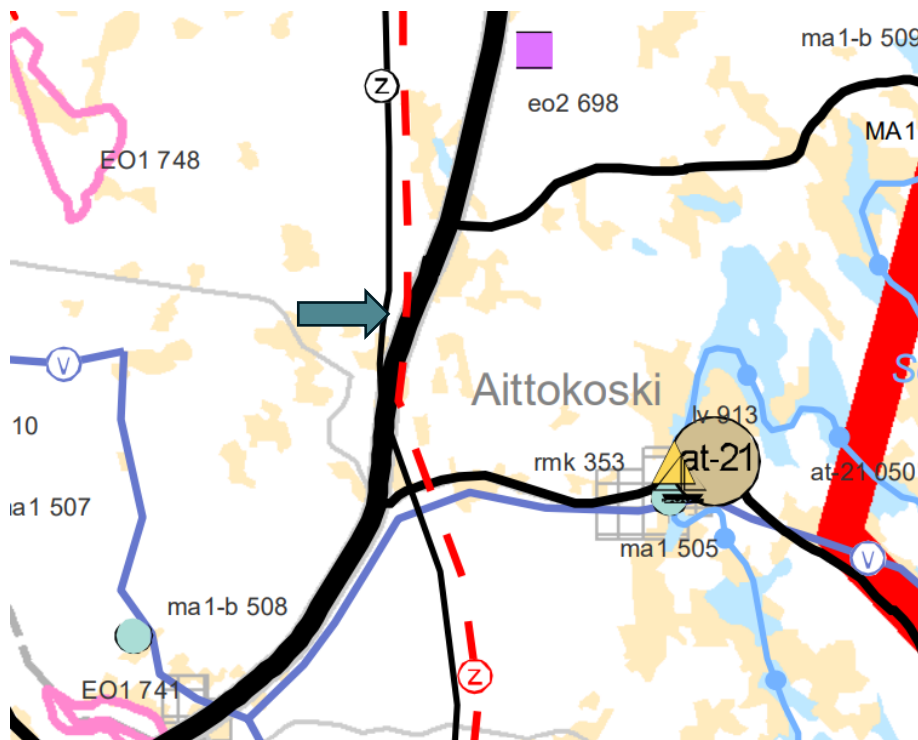 Z
ma1-b 509
eo2 698
MA1
EO1 748
V
S
Aittokoski
10
lv 913
rmk 353
at-21
at-21 050
a1 507
ma1 505
V
ma1-b 508
Z
EO1 741